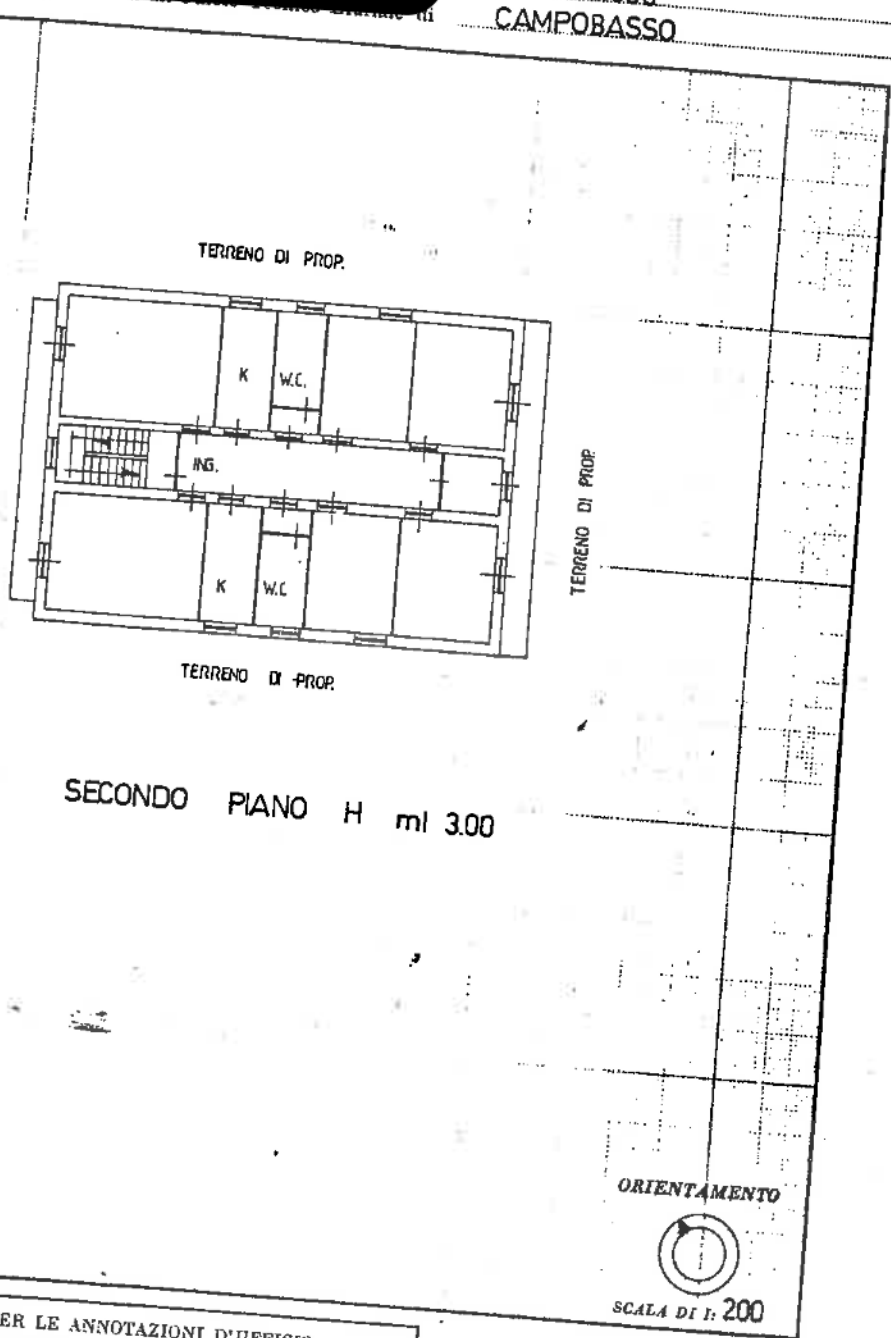 CAMPOBASSO
TERRENO DI PROP.
K
W.C.
ING.
TERRENO DI PROP.
K
W.C
TERRENO DI PROP.
SECONDO PIANO H ml 3.00
ORIENTAMENTO
SCALA DI 1: 200
ER LE ANNOTAZIONI D'UFFICIO